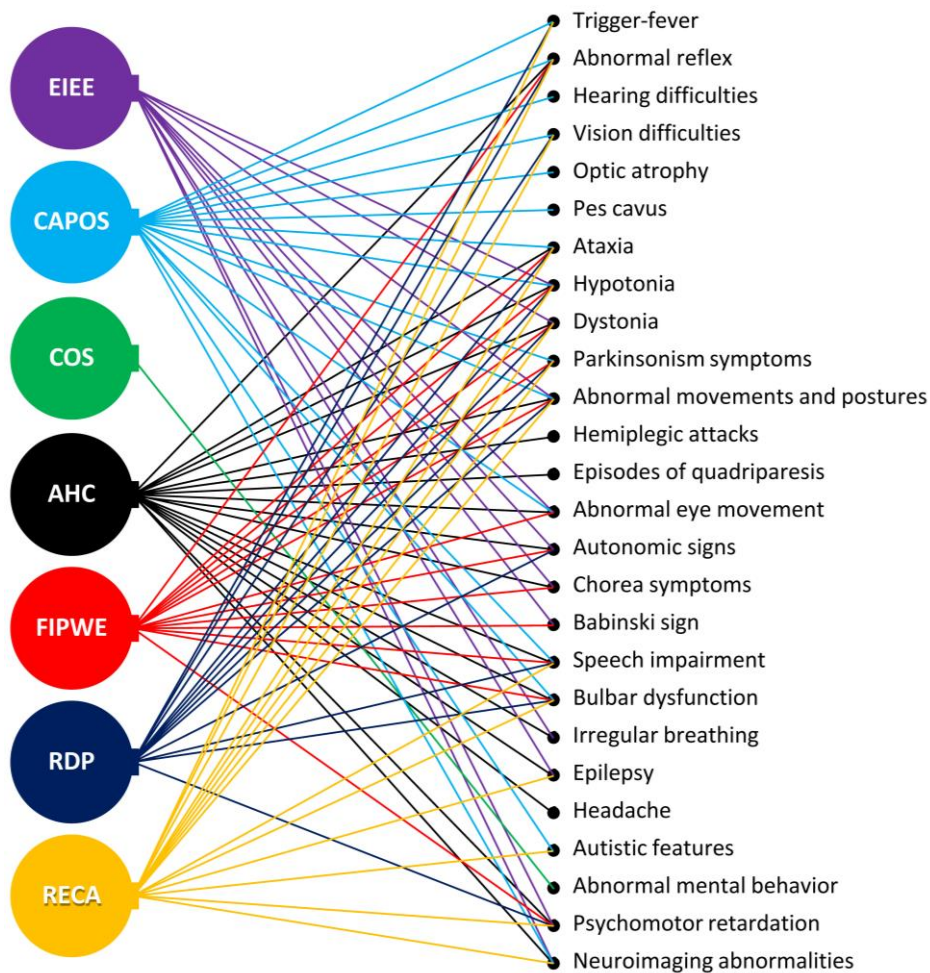 EIEE
CAPOS
COS
AHC
FIPWE
RDP
RECA
Trigger-fever
Abnormal reflex
Hearing difficulties
Vision difficulties
Optic atrophy
Pes cavus
Ataxia
Hypotonia
Dystonia
Parkinsonism symptoms
Abnormal movements and postures
Hemiplegic attacks
Episodes of quadriparesis
Abnormal eye movement
Autonomic signs
Chorea symptoms
Babinski sign
Speech impairment
Bulbar dysfunction
Irregular breathing
Epilepsy
Headache
Autistic features
Abnormal mental behavior
Psychomotor retardation
Neuroimaging abnormalities